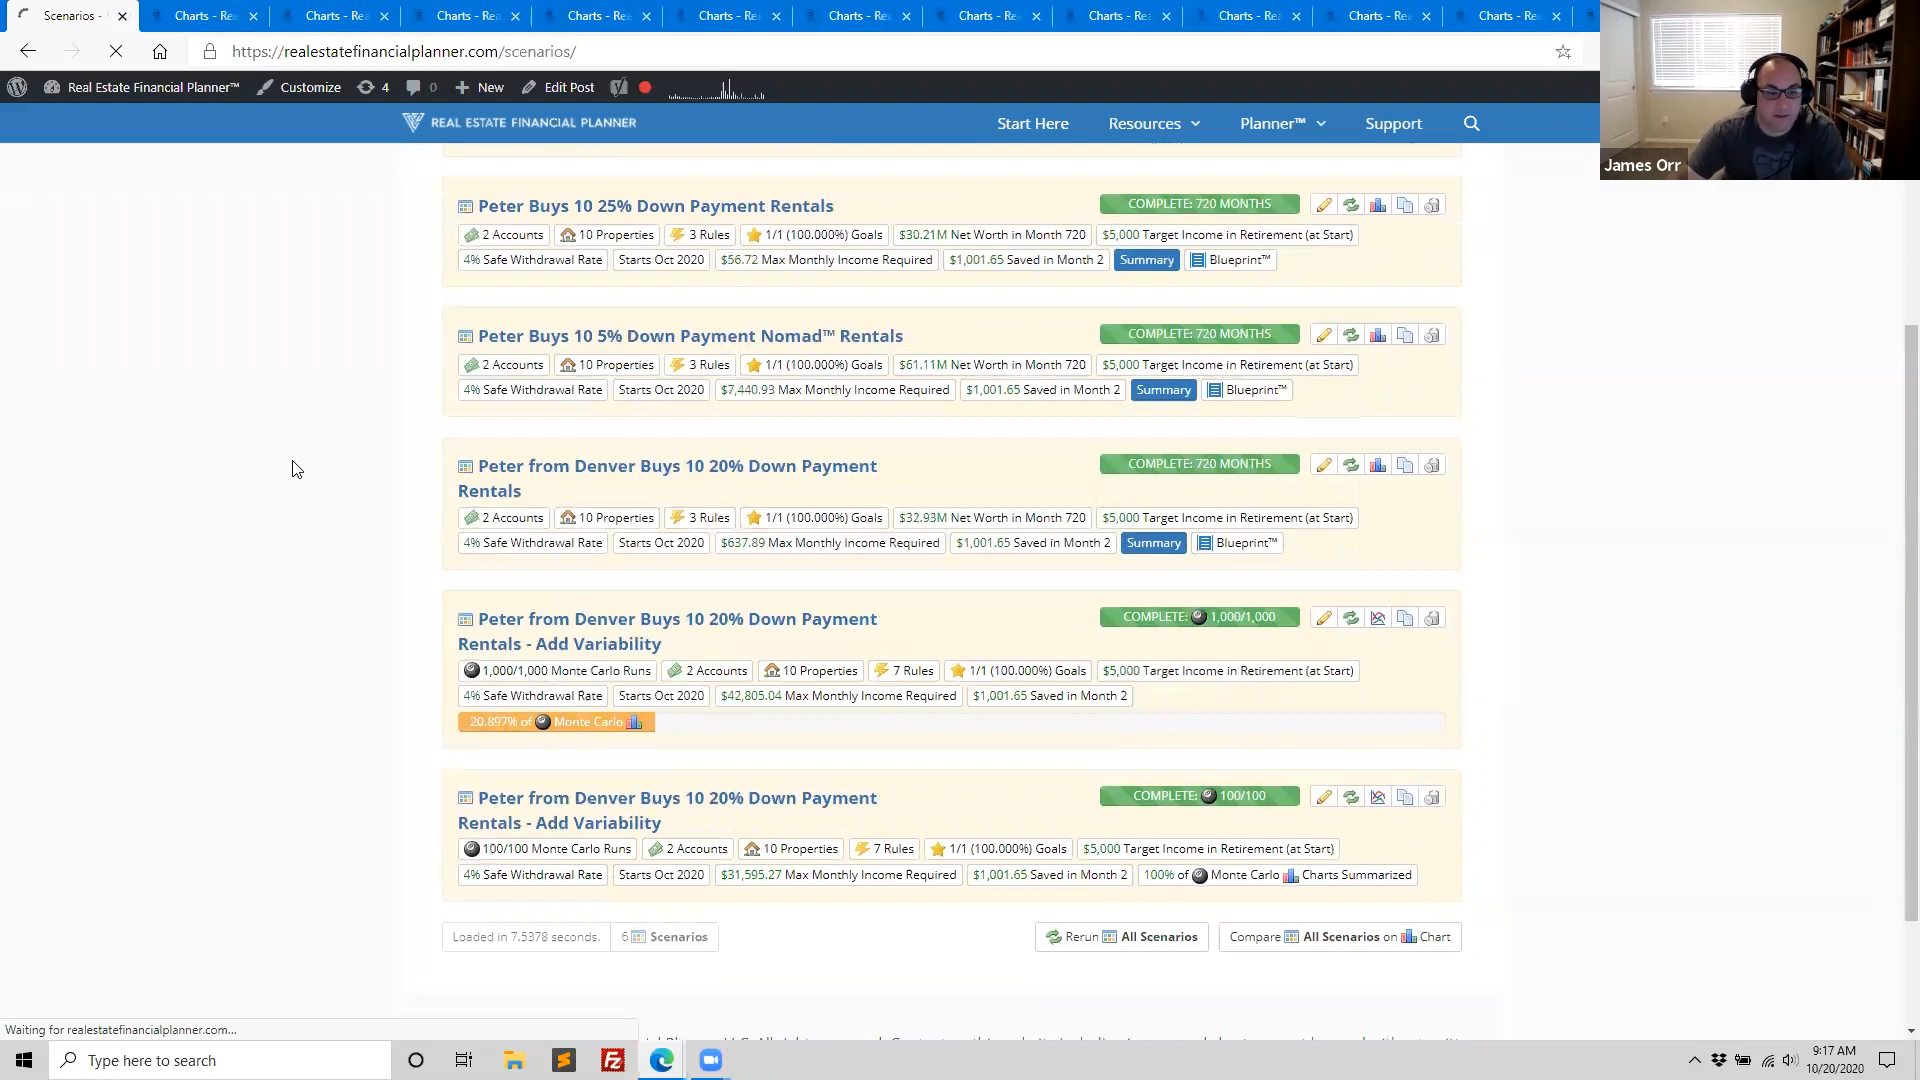 Scenarios -
Charts - Rea
Charts - Rea
Charts - Rea
Charts - Rea
Charts - Rea
Charts - Rea
Charts - Rea
Charts - Rea
Charts - Rea
Charts - Rea
Charts - Rea
https://realestatefinancialplanner.com/scenarios/
Real Estate Financial Planner™
Customize
4
0
New
Edit Post
REAL ESTATE FINANCIAL PLANNER
Start Here
Resources
Planner™
Support
James Orr
Peter Buys 10 25% Down Payment Rentals
COMPLETE: 720 MONTHS
2 Accounts 10 Properties 3 Rules 1/1 (100.000%) Goals $30.21M Net Worth in Month 720 $5,000 Target Income in Retirement (at Start)
4% Safe Withdrawal Rate Starts Oct 2020 $56.72 Max Monthly Income Required $1,001.65 Saved in Month 2 Summary Blueprint™
Peter Buys 10 5% Down Payment Nomad™ Rentals
COMPLETE: 720 MONTHS
2 Accounts 10 Properties 3 Rules 1/1 (100.000%) Goals $61.11M Net Worth in Month 720 $5,000 Target Income in Retirement (at Start)
4% Safe Withdrawal Rate Starts Oct 2020 $7,440.93 Max Monthly Income Required $1,001.65 Saved in Month 2 Summary Blueprint™
Peter from Denver Buys 10 20% Down Payment
Rentals
COMPLETE: 720 MONTHS
2 Accounts 10 Properties 3 Rules 1/1 (100.000%) Goals $32.93M Net Worth in Month 720 $5,000 Target Income in Retirement (at Start)
4% Safe Withdrawal Rate Starts Oct 2020 $637.89 Max Monthly Income Required $1,001.65 Saved in Month 2 Summary Blueprint™
Peter from Denver Buys 10 20% Down Payment
Rentals - Add Variability
COMPLETE: 1,000/1,000
1,000/1,000 Monte Carlo Runs 2 Accounts 10 Properties 7 Rules 1/1 (100.000%) Goals $5,000 Target Income in Retirement (at Start)
4% Safe Withdrawal Rate Starts Oct 2020 $42,805.04 Max Monthly Income Required $1,001.65 Saved in Month 2
20.897% of Monte Carlo
Peter from Denver Buys 10 20% Down Payment
Rentals - Add Variability
COMPLETE: 100/100
100/100 Monte Carlo Runs 2 Accounts 10 Properties 7 Rules 1/1 (100.000%) Goals $5,000 Target Income in Retirement (at Start)
4% Safe Withdrawal Rate Starts Oct 2020 $31,595.27 Max Monthly Income Required $1,001.65 Saved in Month 2 100% of Monte Carlo Charts Summarized
Loaded in 7.5378 seconds. 6 Scenarios
Rerun All Scenarios
Compare All Scenarios on Chart
Waiting for realestatefinancialplanner.com...
Type here to search
9:17 AM
10/20/2020